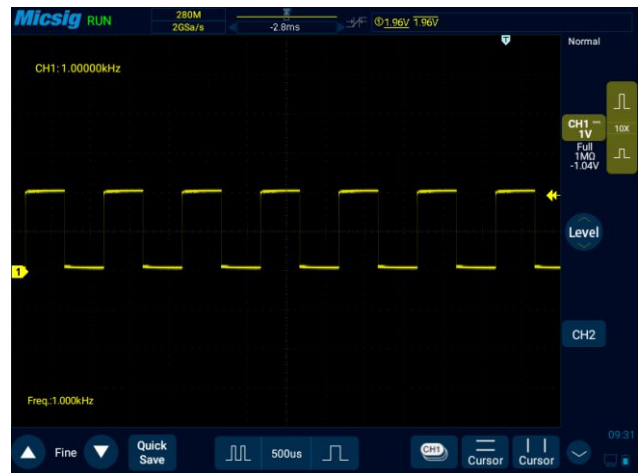 Micsig RUN
280M
2GSa/s
-2.8ms
1.96V 1.96V
T
Normal
CH1: 1.00000kHz
CH1
1V
10X
Full
1MΩ
-1.04V
Level
1
CH2
Freq.:1.000kHz
09:31
Fine
Quick
Save
500us
CH1
Cursor
Cursor